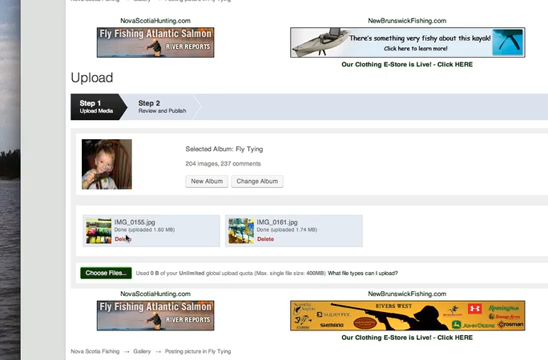 Nova Scotia Fishing → Gallery → Posting picture in Fly Tying
NovaScotiaHunting.com
NewBrunswickFishing.com
Fly Fishing Atlantic Salmon
RIVER REPORTS
There's something very fishy about this kayak!
Click here to learn more!
Our Clothing E-Store is Live! - Click HERE
Upload
Step 1
Upload Media
Step 2
Review and Publish
Selected Album: Fly Tying
204 images, 237 comments
New Album
Change Album
IMG_0155.jpg
Done (uploaded 1.60 MB)
Delete
IMG_0161.jpg
Done (uploaded 1.74 MB)
Delete
Choose Files...
Used 0 B of your Unlimited global upload quota (Max. single file size: 400MB) What file types can I upload?
NovaScotiaHunting.com
NewBrunswickFishing.com
Fly Fishing Atlantic Salmon
RIVER REPORTS
RIVERS WEST
SHIMANO
Remington
JOHN DEERE
Grosman
Our Clothing E-Store is Live! - Click HERE
Nova Scotia Fishing → Gallery → Posting picture in Fly Tying